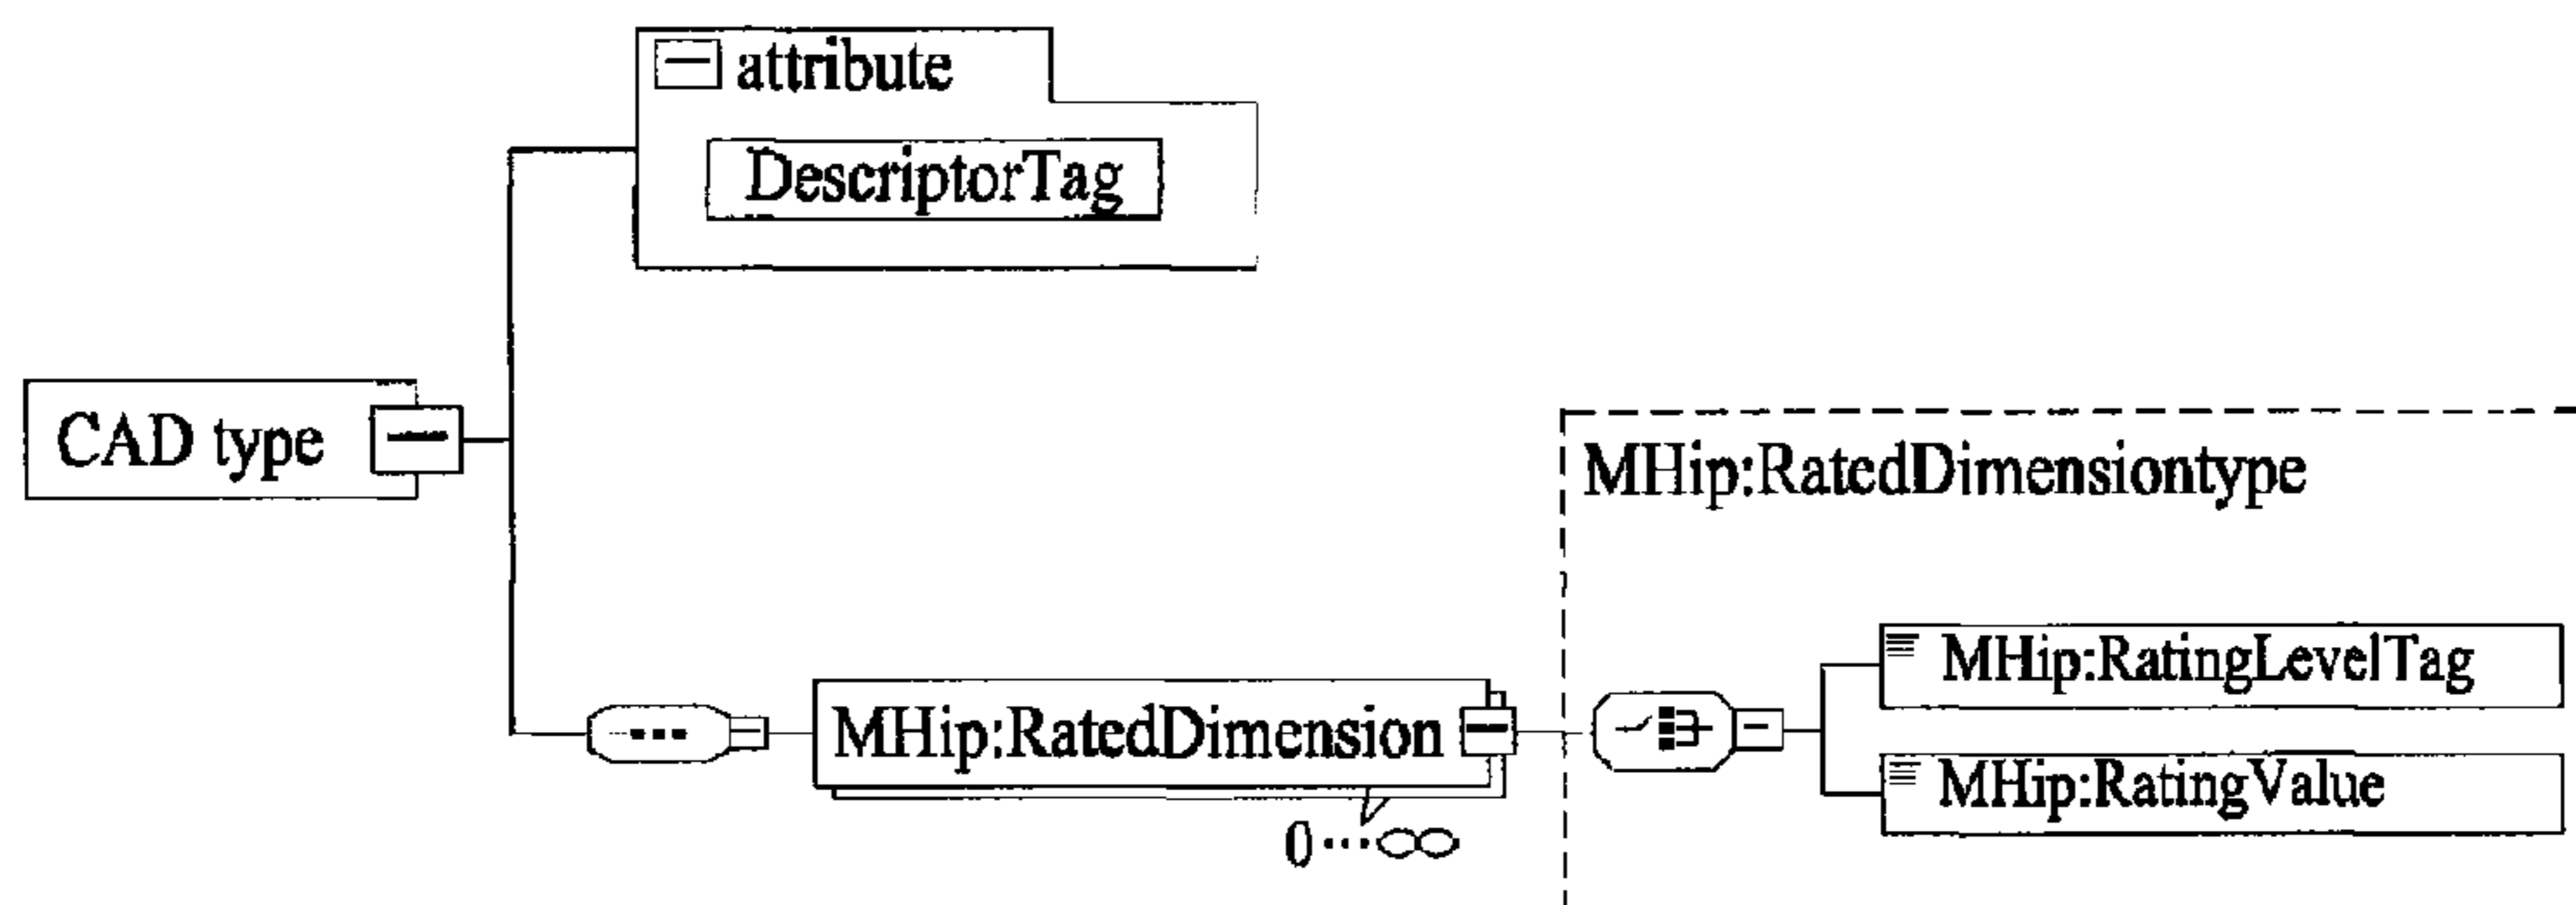 attribute
DescriptorTag
CAD type
MHip:RatedDimensiontype
MHip:RatingLevelTag
MHip:RatedDimension
MHip:RatingValue
0...∞